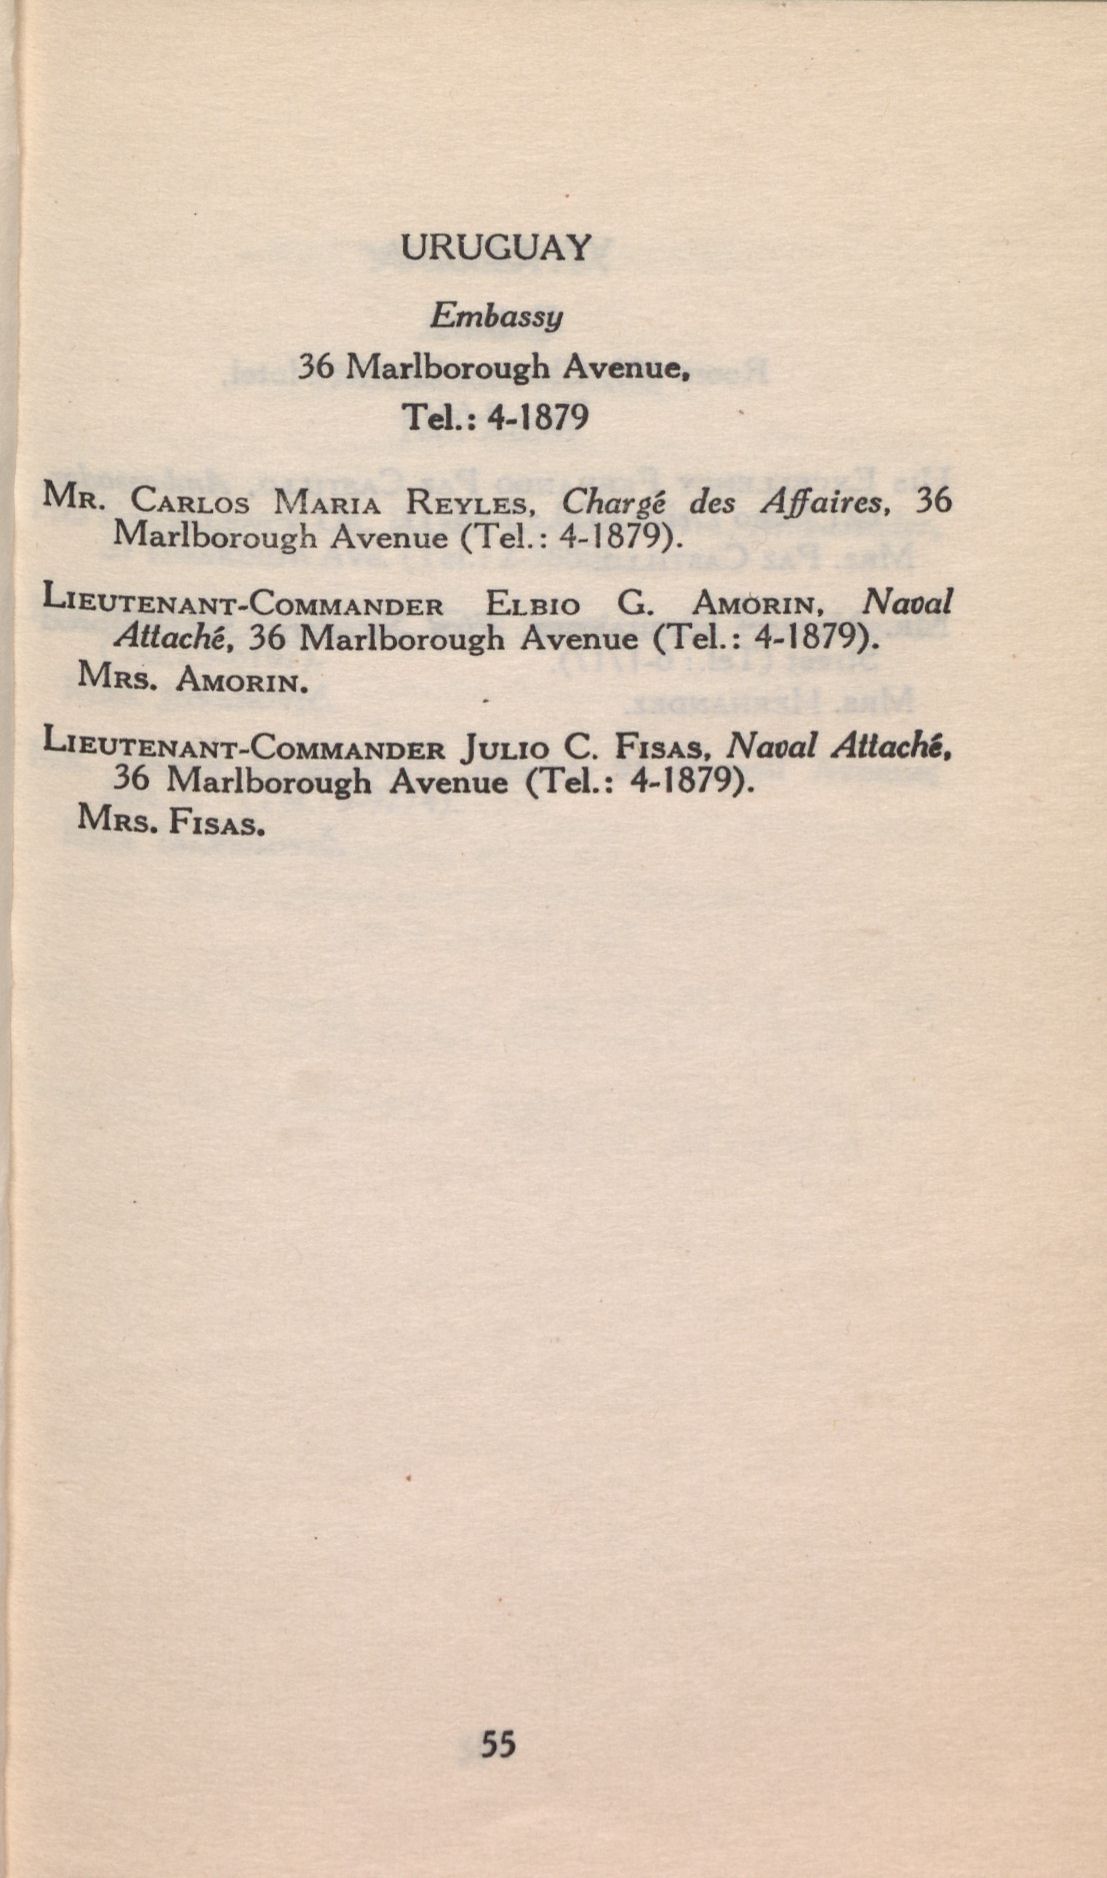 URUGUAY
Embassy
36 Marlborough Avenue,
Tel.: 4-1879
MR. CARLOS MARIA REYLES, Chargé des Affaires, 36
Marlborough Avenue (Tel.: 4-1879).
LIEUTENANT-COMMANDER ELBIO G. AMORIN, Naval
Attaché, 36 Marlborough Avenue (Tel.: 4-1879).
MRS. AMORIN.
LIEUTENANT-COMMANDER JULIO C. FISAS, Naval Attaché,
36 Marlborough Avenue (Tel.: 4-1879).
MRS. FISAS.
55